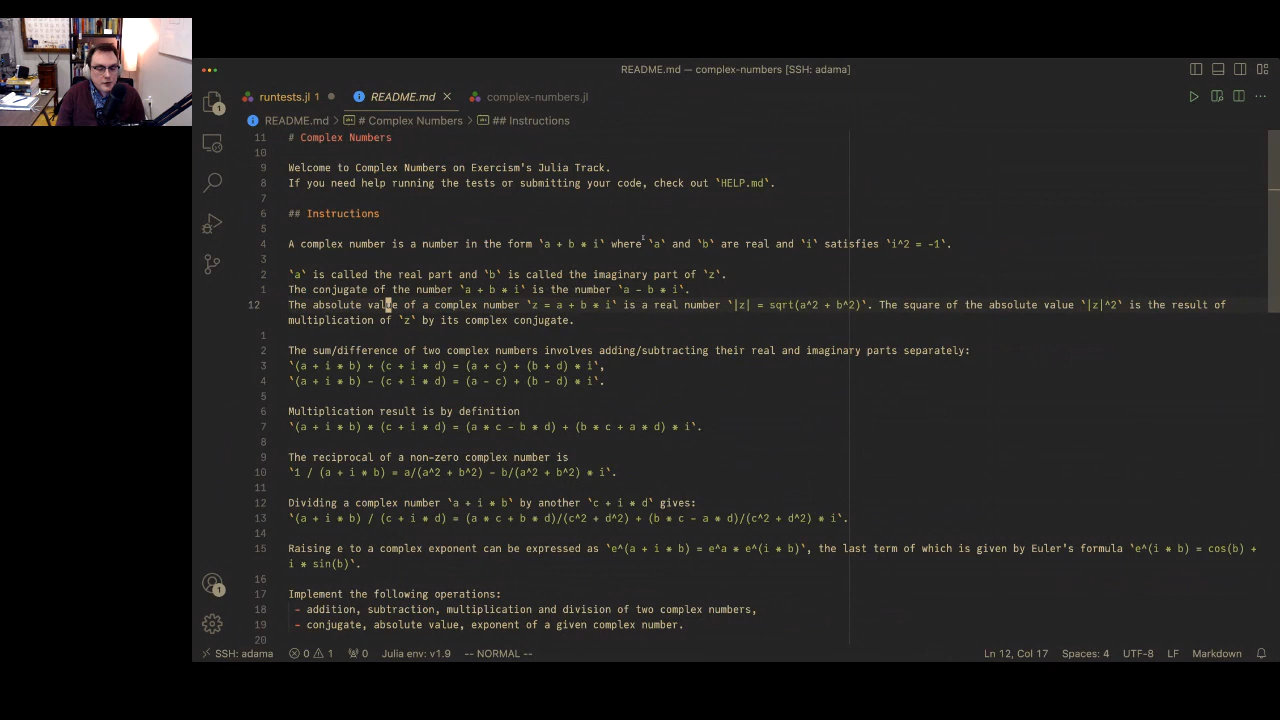 README.md — complex-numbers [SSH: adama]
runtests.jl 1 README.md complex-numbers.jl
README.md > # Complex Numbers > ## Instructions
11 # Complex Numbers
10
9 Welcome to Complex Numbers on Exercism's Julia Track.
8 If you need help running the tests or submitting your code, check out `HELP.md`.
7
6 ## Instructions
5
4 A complex number is a number in the form `a + b * i` where `a` and `b` are real and `i` satisfies `i^2 = -1`.
3
2 `a` is called the real part and `b` is called the imaginary part of `z`.
1 The conjugate of the number `a + b * i` is the number `a - b * i`.
12 The absolute value of a complex number `z = a + b * i` is a real number `|z| = sqrt(a^2 + b^2)`. The square of the absolute value `|z|^2` is the result of
multiplication of `z` by its complex conjugate.
1
2 The sum/difference of two complex numbers involves adding/subtracting their real and imaginary parts separately:
3 `(a + i * b) + (c + i * d) = (a + c) + (b + d) * i`,
4 `(a + i * b) - (c + i * d) = (a - c) + (b - d) * i`.
5
6 Multiplication result is by definition
7 `(a + i * b) * (c + i * d) = (a * c - b * d) + (b * c + a * d) * i`.
8
9 The reciprocal of a non-zero complex number is
10 `1 / (a + i * b) = a/(a^2 + b^2) - b/(a^2 + b^2) * i`.
11
12 Dividing a complex number `a + i * b` by another `c + i * d` gives:
13 `(a + i * b) / (c + i * d) = (a * c + b * d)/(c^2 + d^2) + (b * c - a * d)/(c^2 + d^2) * i`.
14
15 Raising e to a complex exponent can be expressed as `e^(a + i * b) = e^a * e^(i * b)`, the last term of which is given by Euler's formula `e^(i * b) = cos(b) +
i * sin(b)`.
16
17 Implement the following operations:
18 - addition, subtraction, multiplication and division of two complex numbers,
19 - conjugate, absolute value, exponent of a given complex number.
20
1
1
SSH: adama 0 1 0 Julia env: v1.9 -- NORMAL -- Ln 12, Col 17 Spaces: 4 UTF-8 LF Markdown